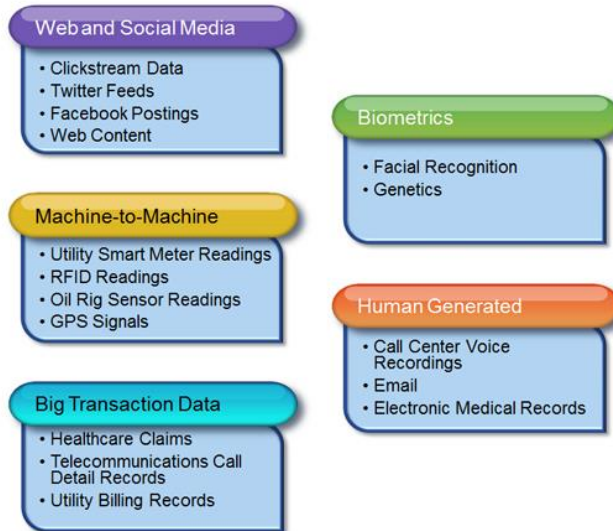 Web and Social Media
• Clickstream Data
• Twitter Feeds
• Facebook Postings
• Web Content
Machine-to-Machine
• Utility Smart Meter Readings
• RFID Readings
• Oil Rig Sensor Readings
• GPS Signals
Big Transaction Data
• Healthcare Claims
• Telecommunications Call
Detail Records
• Utility Billing Records
Biometrics
• Facial Recognition
• Genetics
Human Generated
• Call Center Voice
Recordings
• Email
• Electronic Medical Records